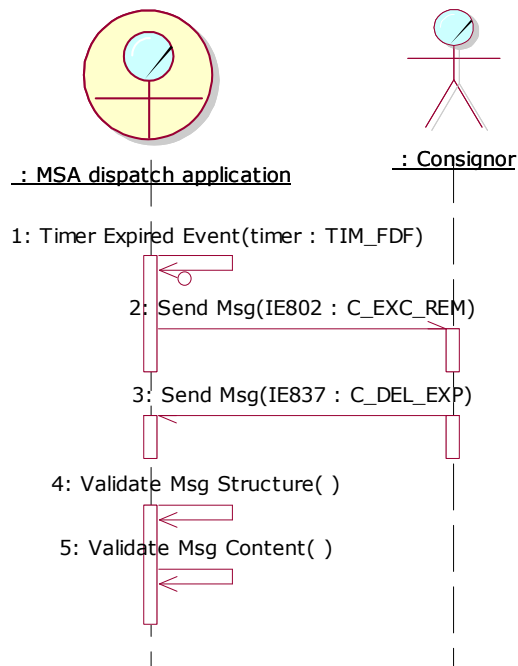 : MSA dispatch application
: Consignor
1: Timer Expired Event(timer : TIM_FDF)
2: Send Msg(IE802 : C_EXC_REM)
3: Send Msg(IE837 : C_DEL_EXP)
4: Validate Msg Structure( )
5: Validate Msg Content( )